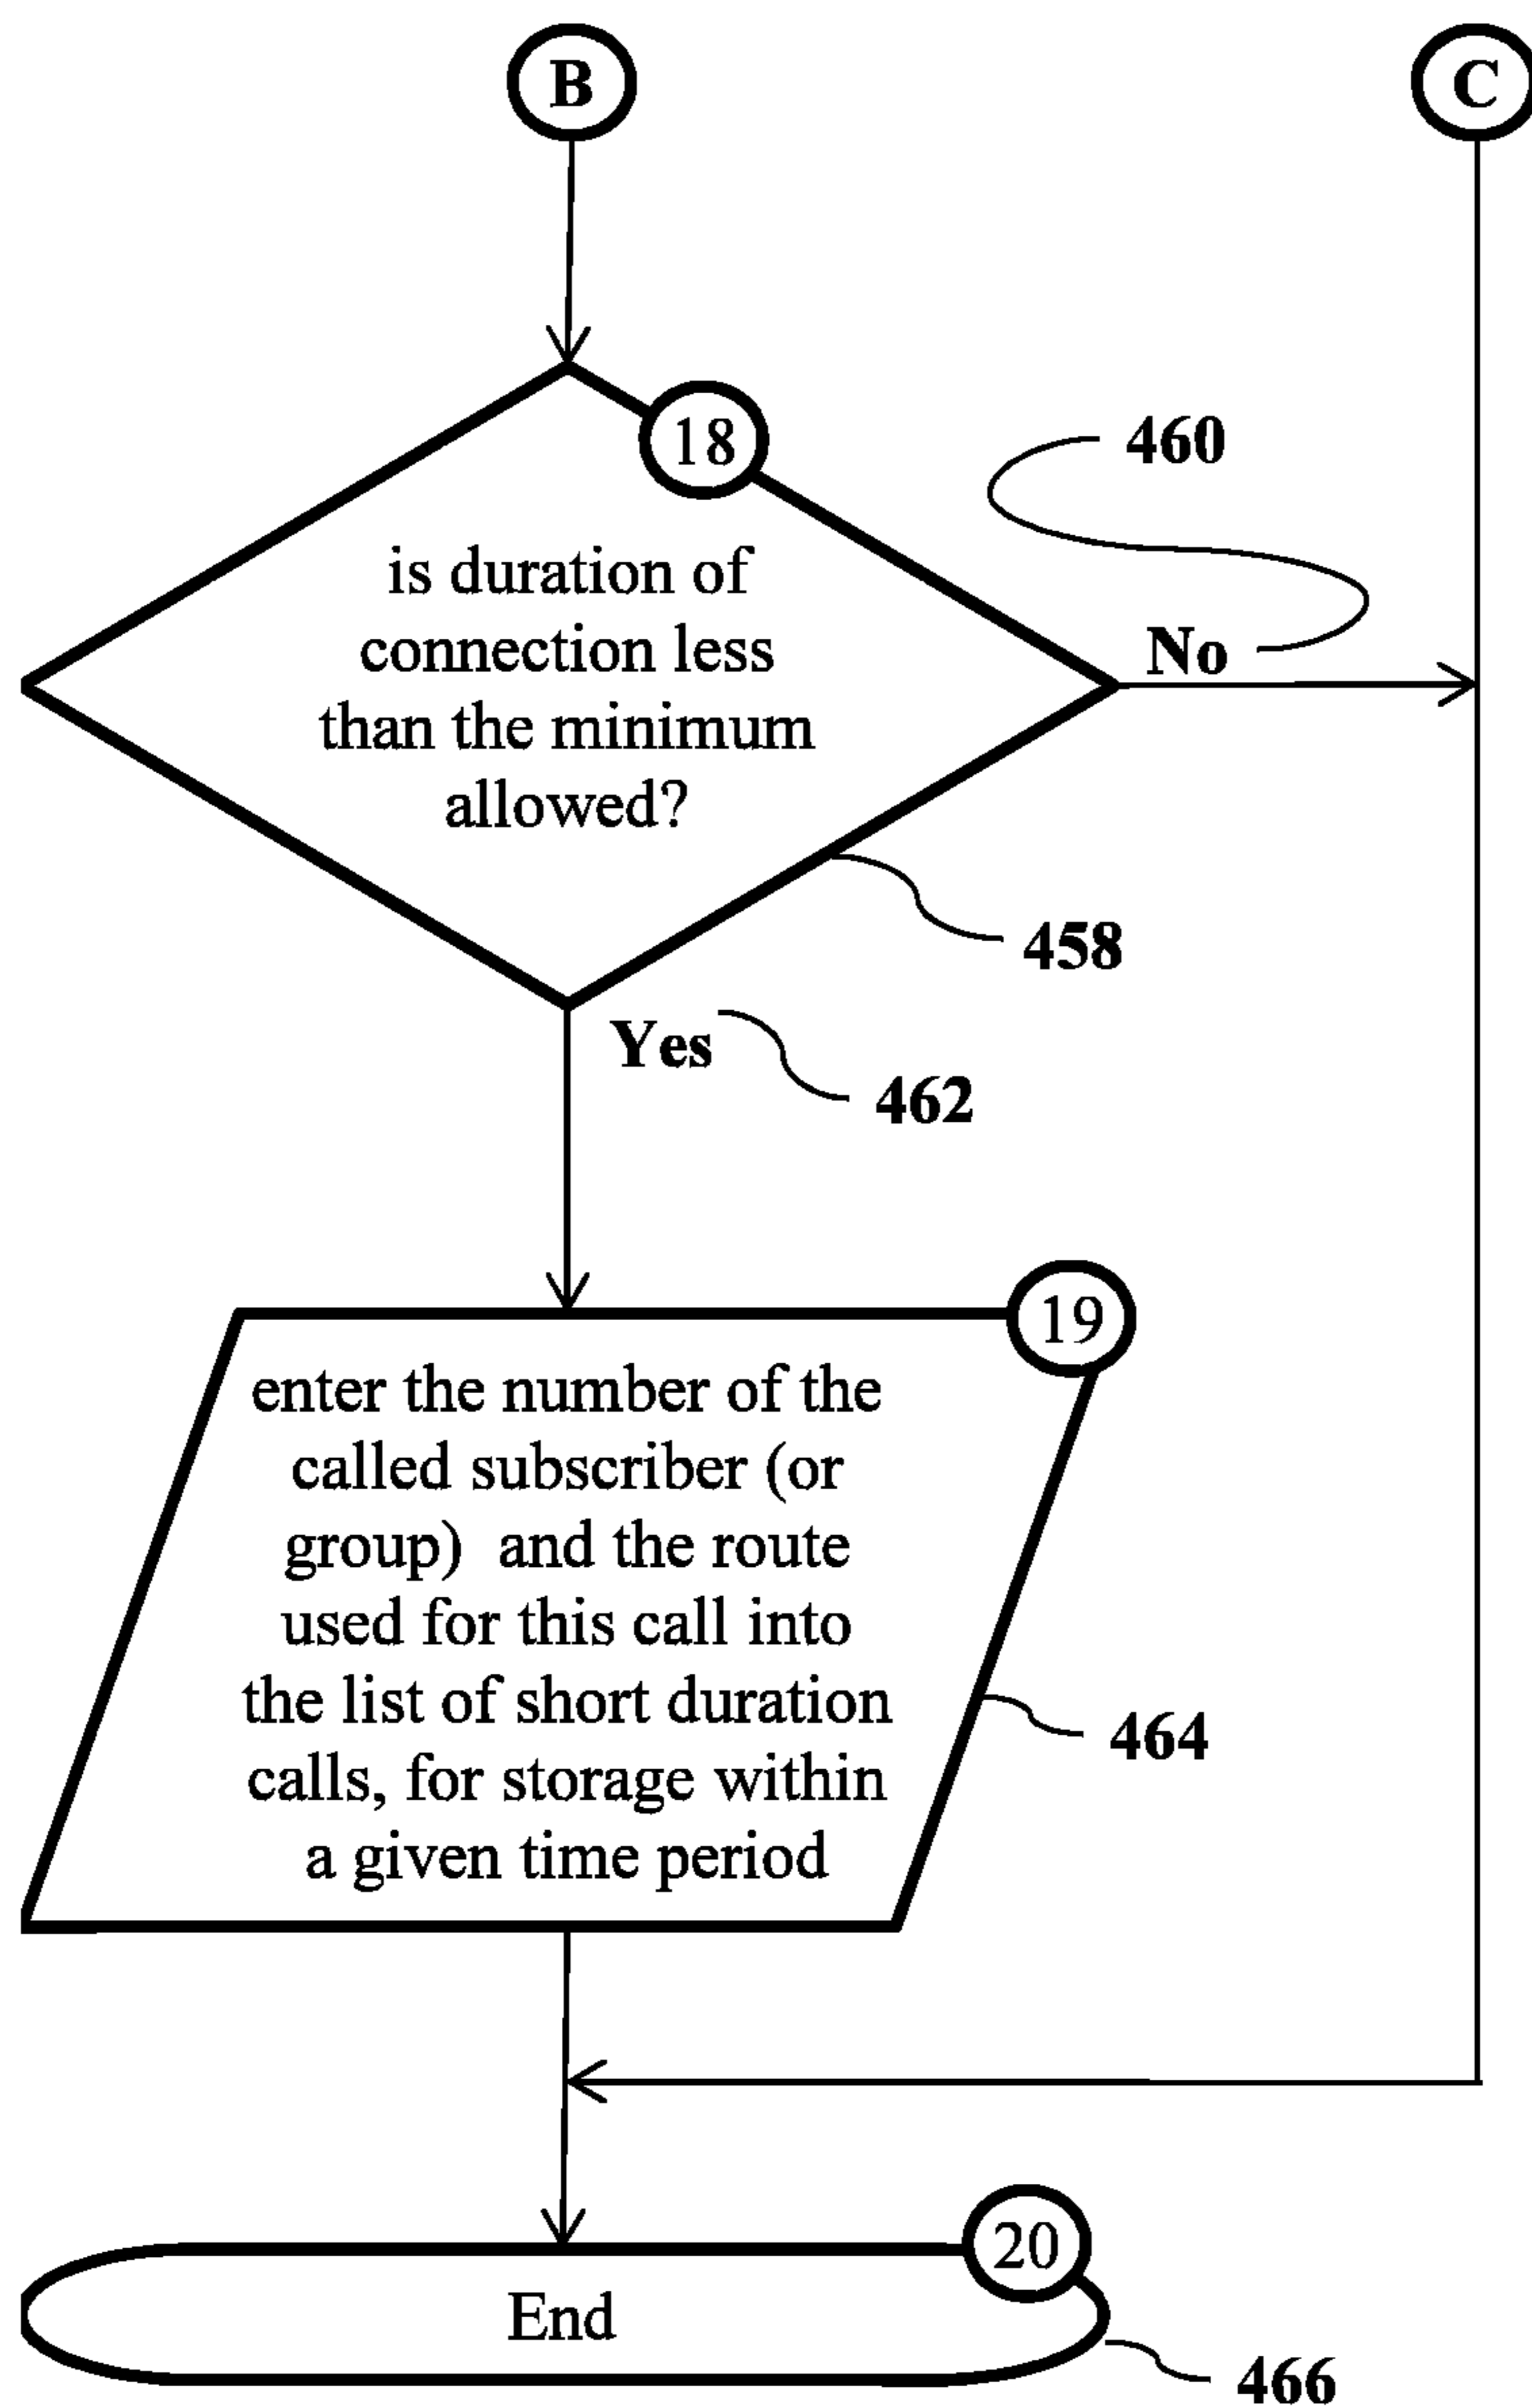 B
C
18
460
is duration of
connection less
than the minimum
allowed?
No
458
Yes
462
19
enter the number of the
called subscriber (or
group) and the route
used for this call into
the list of short duration
calls, for storage within
a given time period
464
20
End
466